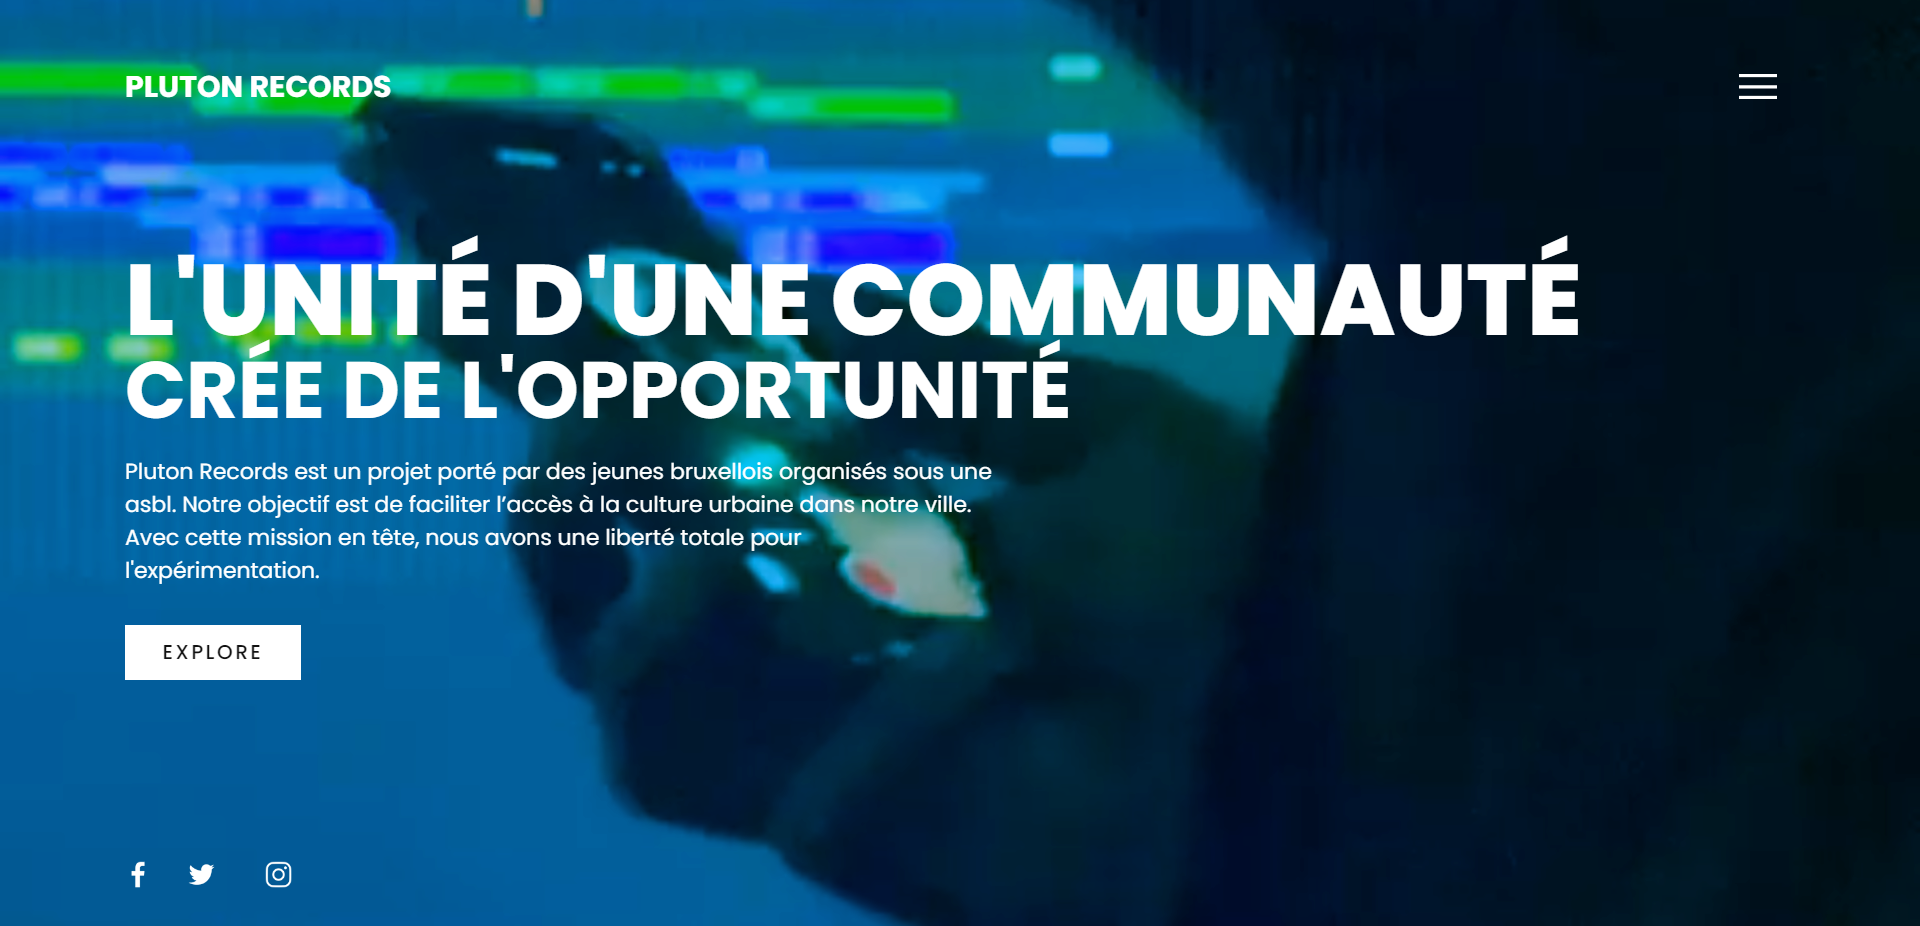 PLUTON RECORDS
L'UNITÉ D'UNE COMMUNAUTÉ
CRÉE DE L'OPPORTUNITÉ
Pluton Records est un projet porté par des jeunes bruxellois organisés sous une
asbl. Notre objectif est de faciliter l’accès à la culture urbaine dans notre ville.
Avec cette mission en tête, nous avons une liberté totale pour
l'expérimentation.
EXPLORE